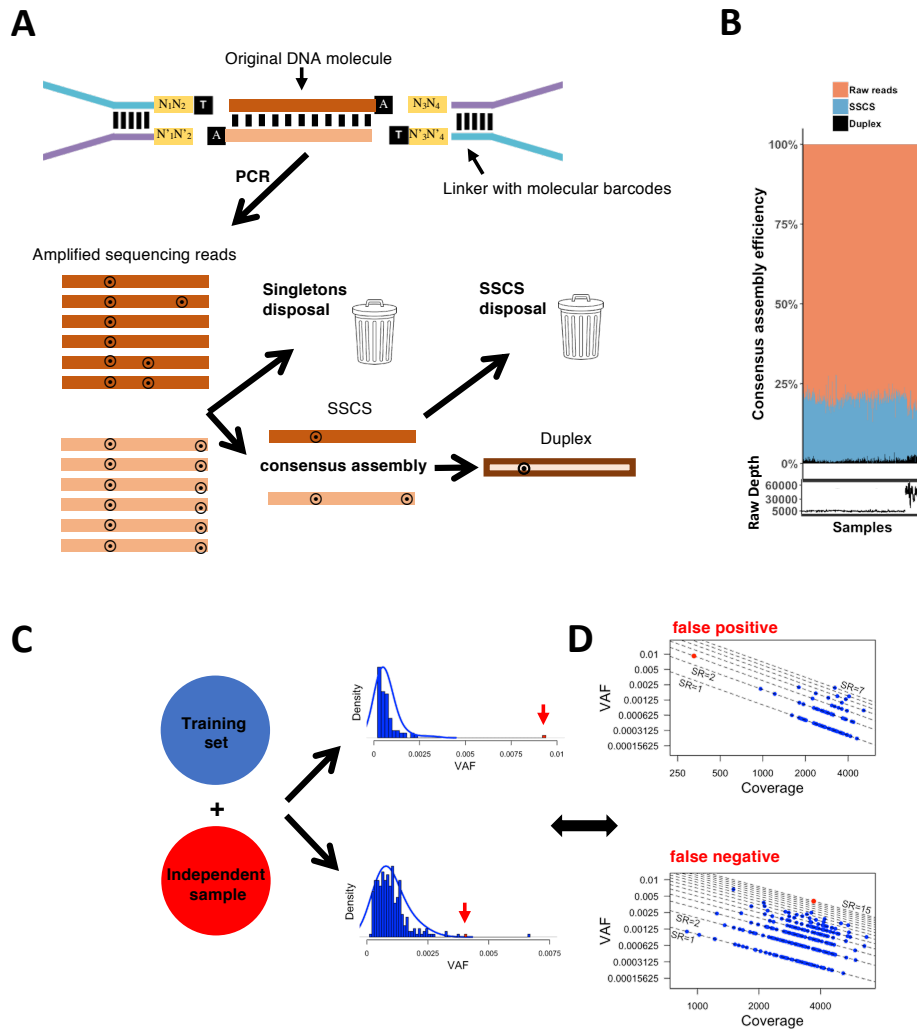 A
Original DNA molecule
N1N2 T A N3N4
N'1N'2 A T N'3N'4
PCR
Linker with molecular barcodes
Amplified sequencing reads
Singletons
disposal
SSCS
disposal
SSCS
consensus assembly
Duplex
B
Raw reads
SSCS
Duplex
Consensus assembly efficiency
100%
75%
50%
25%
0%
Raw Depth
60000
30000
5000
Samples
C
Training
set
+
Independent
sample
Density
0 0.0025 0.005 0.0075 0.01
VAF
Density
0 0.0025 0.005 0.0075
VAF
D
false positive
VAF
0.01
0.005
0.0025
0.00125
0.000625
0.0003125
0.00015625
SR=7
SR=2
SR=1
250 500 1000 2000 4000
Coverage
false negative
VAF
0.01
0.005
0.0025
0.00125
0.000625
0.0003125
0.00015625
SR=15
SR=2
SR=1
1000 2000 4000
Coverage